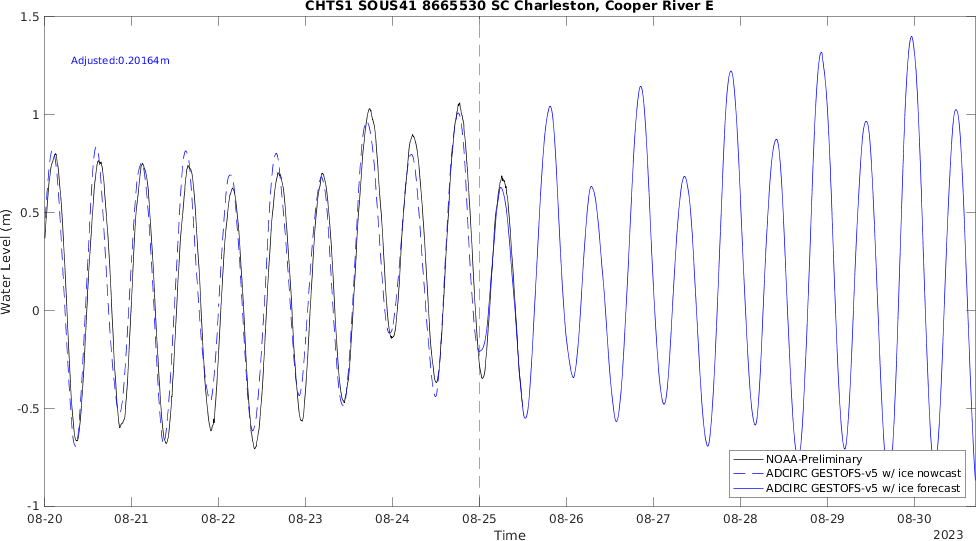 CHTS1 SOUS41 8665530 SC Charleston, Cooper River E
Adjusted:0.20164m
Water Level (m)
1.5
1
0.5
0
-0.5
-1
NOAA-Preliminary
ADCIRC GESTOFS-v5 w/ ice nowcast
ADCIRC GESTOFS-v5 w/ ice forecast
08-20 08-21 08-22 08-23 08-24 08-25 08-26 08-27 08-28 08-29 08-30
Time
2023